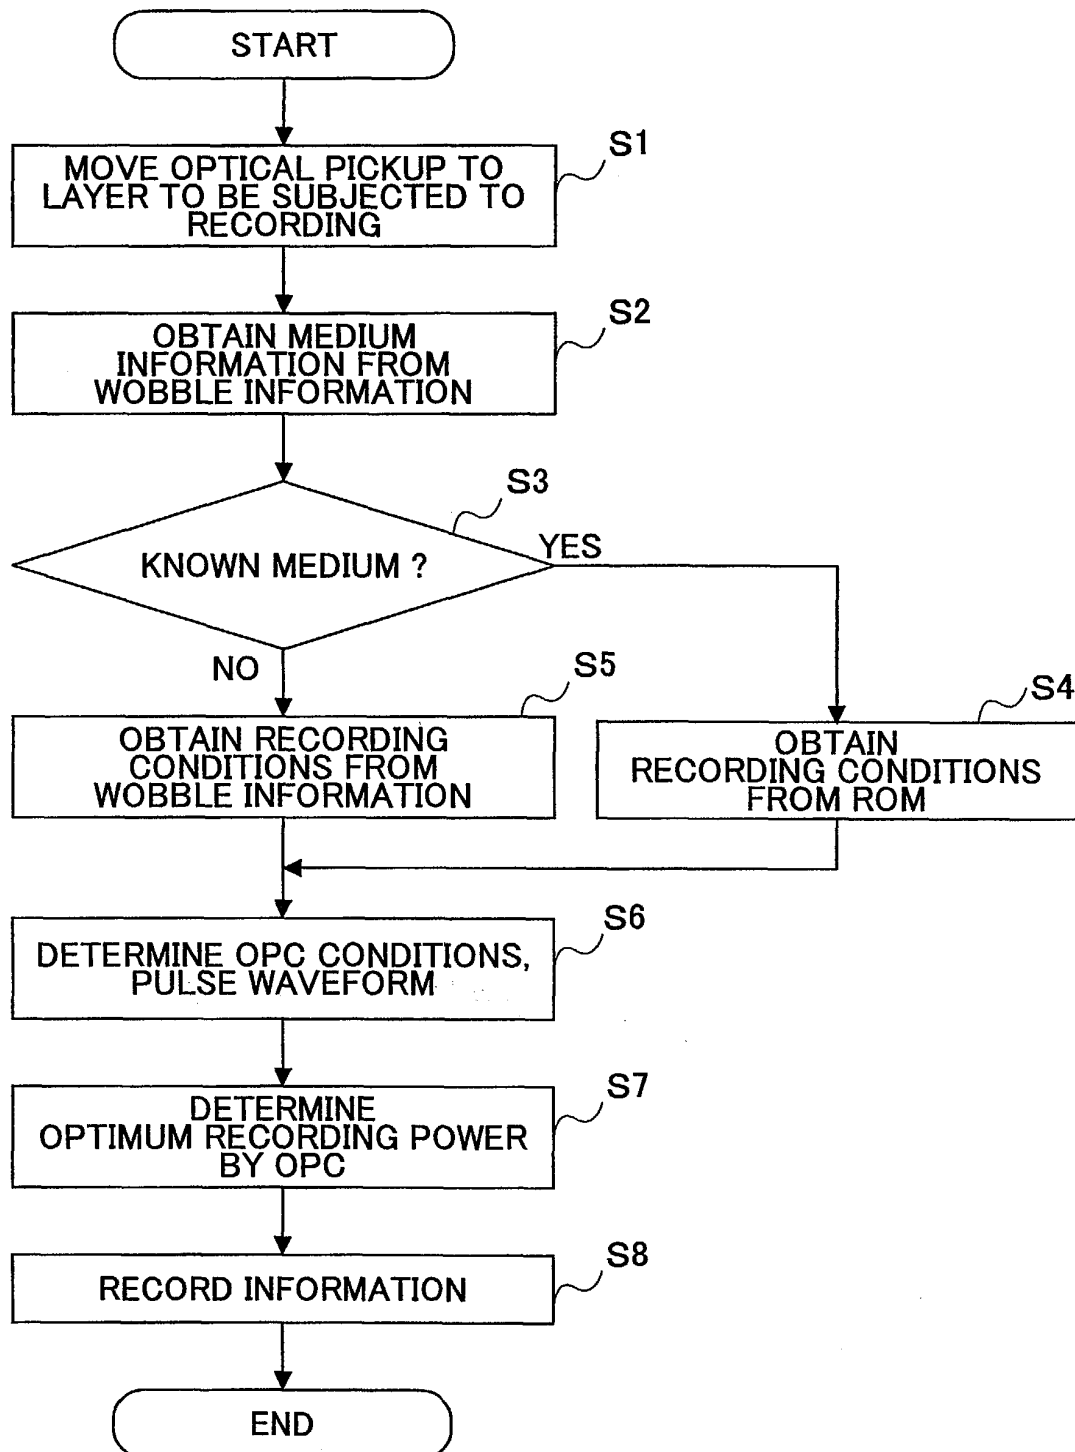 START
S1
MOVE OPTICAL PICKUP TO
LAYER TO BE SUBJECTED TO
RECORDING
S2
OBTAIN MEDIUM
INFORMATION FROM
WOBBLE INFORMATION
S3
KNOWN MEDIUM ?
YES
NO
S5
OBTAIN RECORDING
CONDITIONS FROM
WOBBLE INFORMATION
S4
OBTAIN
RECORDING CONDITIONS
FROM ROM
S6
DETERMINE OPC CONDITIONS,
PULSE WAVEFORM
S7
DETERMINE
OPTIMUM RECORDING POWER
BY OPC
S8
RECORD INFORMATION
END